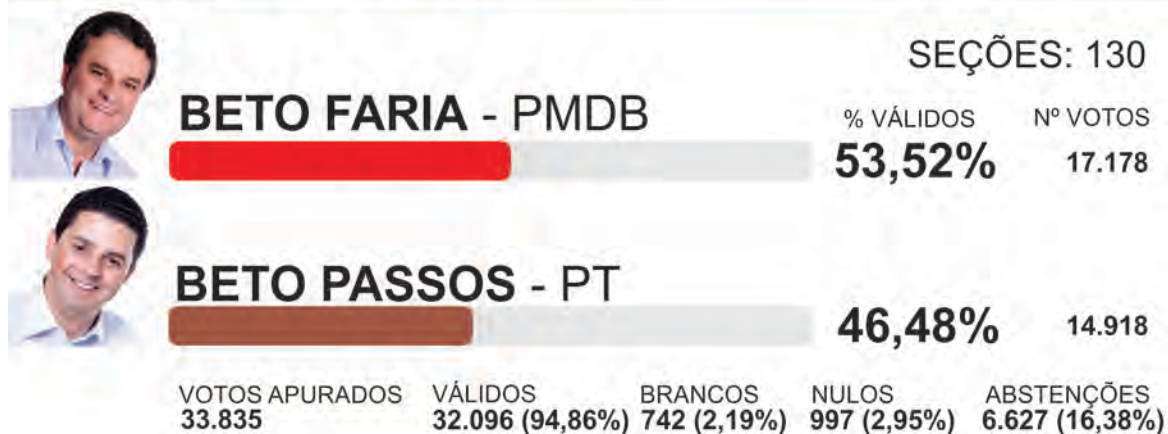 SEÇÕES: 130
BETO FARIA - PMDB
% VÁLIDOS Nº VOTOS
53,52% 17.178
BETO PASSOS - PT
46,48% 14.918
VOTOS APURADOS VÁLIDOS BRANCOS NULOS ABSTENÇÕES
33.835 32.096 (94,86%) 742 (2,19%) 997 (2,95%) 6.627 (16,38%)